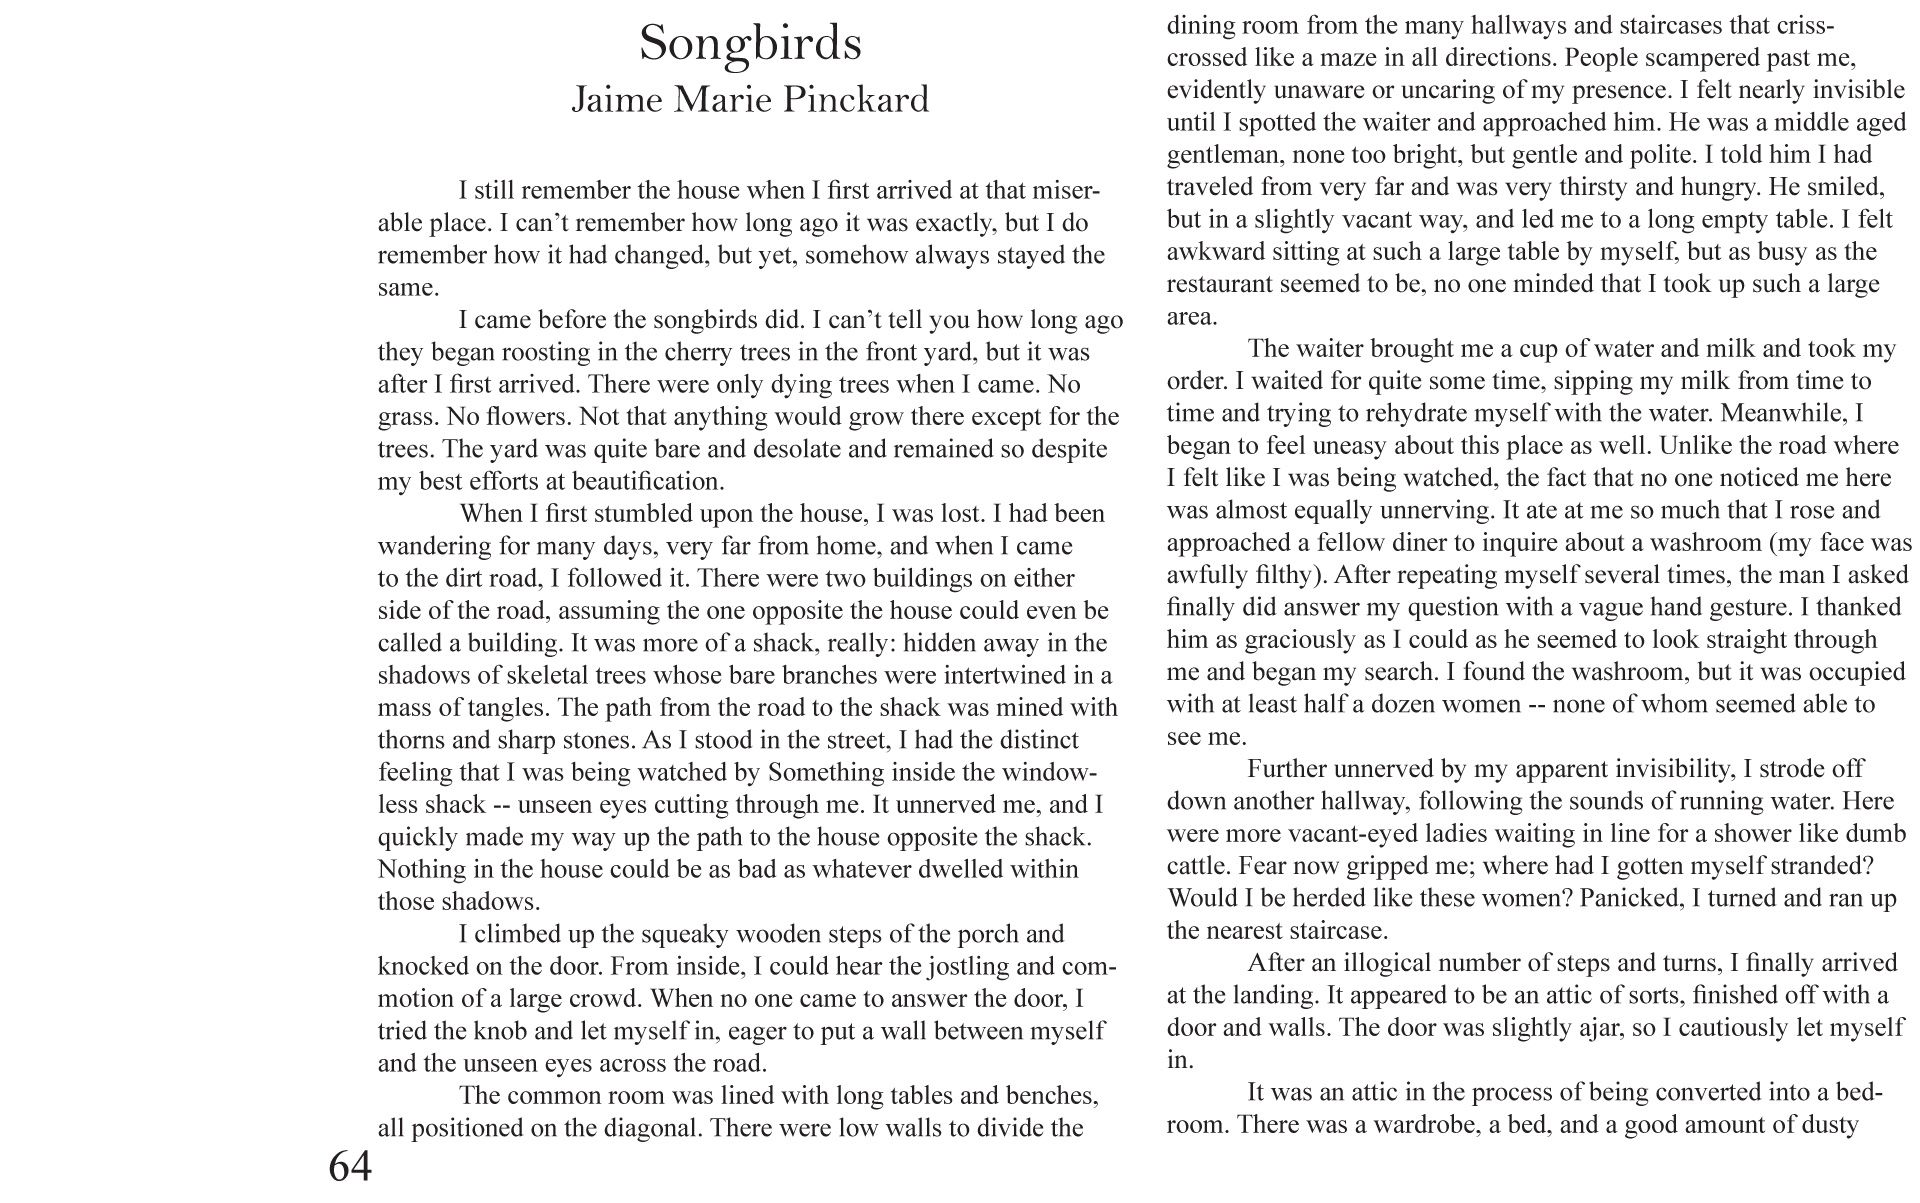 Songbirds
Jaime Marie Pinckard
I still remember the house when I first arrived at that miser-
able place. I can’t remember how long ago it was exactly, but I do
remember how it had changed, but yet, somehow always stayed the
same.
I came before the songbirds did. I can’t tell you how long ago
they began roosting in the cherry trees in the front yard, but it was
after I first arrived. There were only dying trees when I came. No
grass. No flowers. Not that anything would grow there except for the
trees. The yard was quite bare and desolate and remained so despite
my best efforts at beautification.
When I first stumbled upon the house, I was lost. I had been
wandering for many days, very far from home, and when I came
to the dirt road, I followed it. There were two buildings on either
side of the road, assuming the one opposite the house could even be
called a building. It was more of a shack, really: hidden away in the
shadows of skeletal trees whose bare branches were intertwined in a
mass of tangles. The path from the road to the shack was mined with
thorns and sharp stones. As I stood in the street, I had the distinct
feeling that I was being watched by Something inside the window-
less shack -- unseen eyes cutting through me. It unnerved me, and I
quickly made my way up the path to the house opposite the shack.
Nothing in the house could be as bad as whatever dwelled within
those shadows.
I climbed up the squeaky wooden steps of the porch and
knocked on the door. From inside, I could hear the jostling and com-
motion of a large crowd. When no one came to answer the door, I
tried the knob and let myself in, eager to put a wall between myself
and the unseen eyes across the road.
The common room was lined with long tables and benches,
all positioned on the diagonal. There were low walls to divide the
64
dining room from the many hallways and staircases that criss-
crossed like a maze in all directions. People scampered past me,
evidently unaware or uncaring of my presence. I felt nearly invisible
until I spotted the waiter and approached him. He was a middle aged
gentleman, none too bright, but gentle and polite. I told him I had
traveled from very far and was very thirsty and hungry. He smiled,
but in a slightly vacant way, and led me to a long empty table. I felt
awkward sitting at such a large table by myself, but as busy as the
restaurant seemed to be, no one minded that I took up such a large
area.
The waiter brought me a cup of water and milk and took my
order. I waited for quite some time, sipping my milk from time to
time and trying to rehydrate myself with the water. Meanwhile, I
began to feel uneasy about this place as well. Unlike the road where
I felt like I was being watched, the fact that no one noticed me here
was almost equally unnerving. It ate at me so much that I rose and
approached a fellow diner to inquire about a washroom (my face was
awfully filthy). After repeating myself several times, the man I asked
finally did answer my question with a vague hand gesture. I thanked
him as graciously as I could as he seemed to look straight through
me and began my search. I found the washroom, but it was occupied
with at least half a dozen women -- none of whom seemed able to
see me.
Further unnerved by my apparent invisibility, I strode off
down another hallway, following the sounds of running water. Here
were more vacant-eyed ladies waiting in line for a shower like dumb
cattle. Fear now gripped me; where had I gotten myself stranded?
Would I be herded like these women? Panicked, I turned and ran up
the nearest staircase.
After an illogical number of steps and turns, I finally arrived
at the landing. It appeared to be an attic of sorts, finished off with a
door and walls. The door was slightly ajar, so I cautiously let myself
in.
It was an attic in the process of being converted into a bed-
room. There was a wardrobe, a bed, and a good amount of dusty